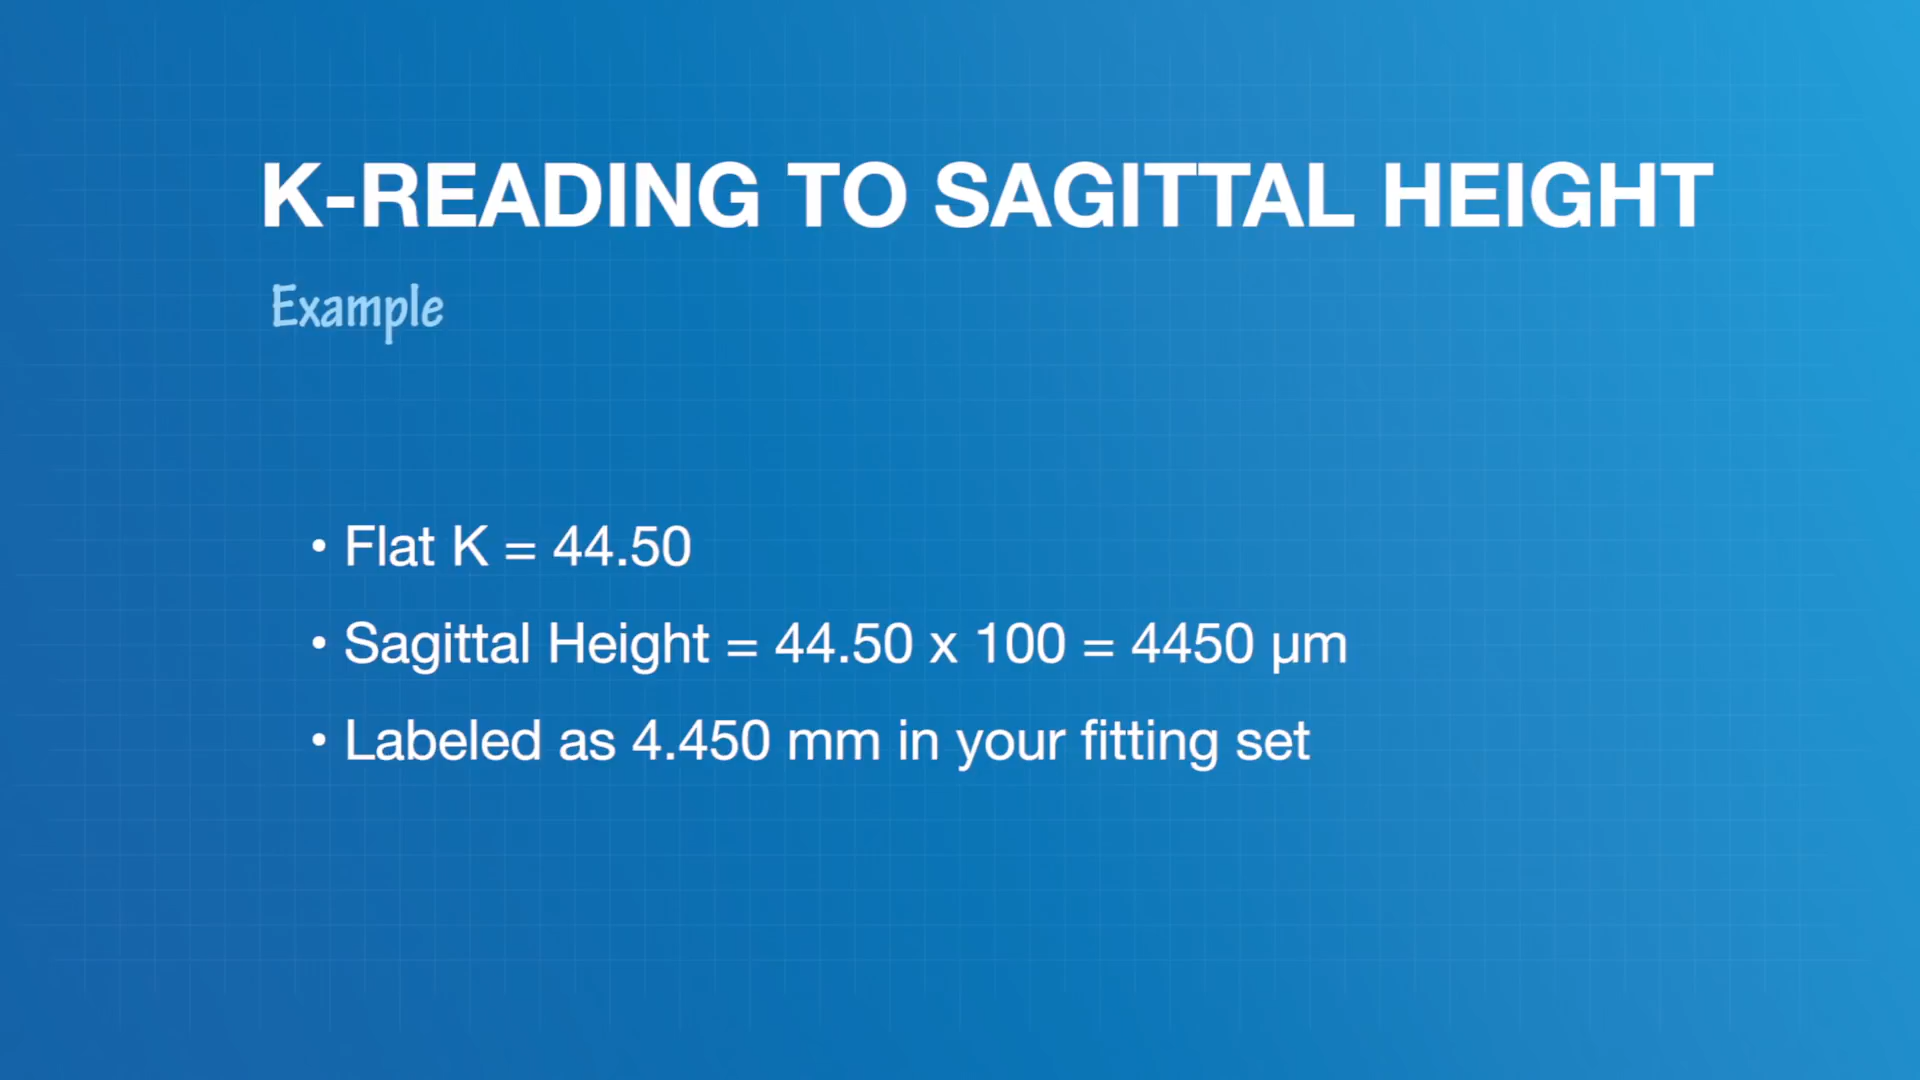 K-READING TO SAGITTAL HEIGHT
Example
• Flat K = 44.50
• Sagittal Height = 44.50 x 100 = 4450 µm
• Labeled as 4.450 mm in your fitting set